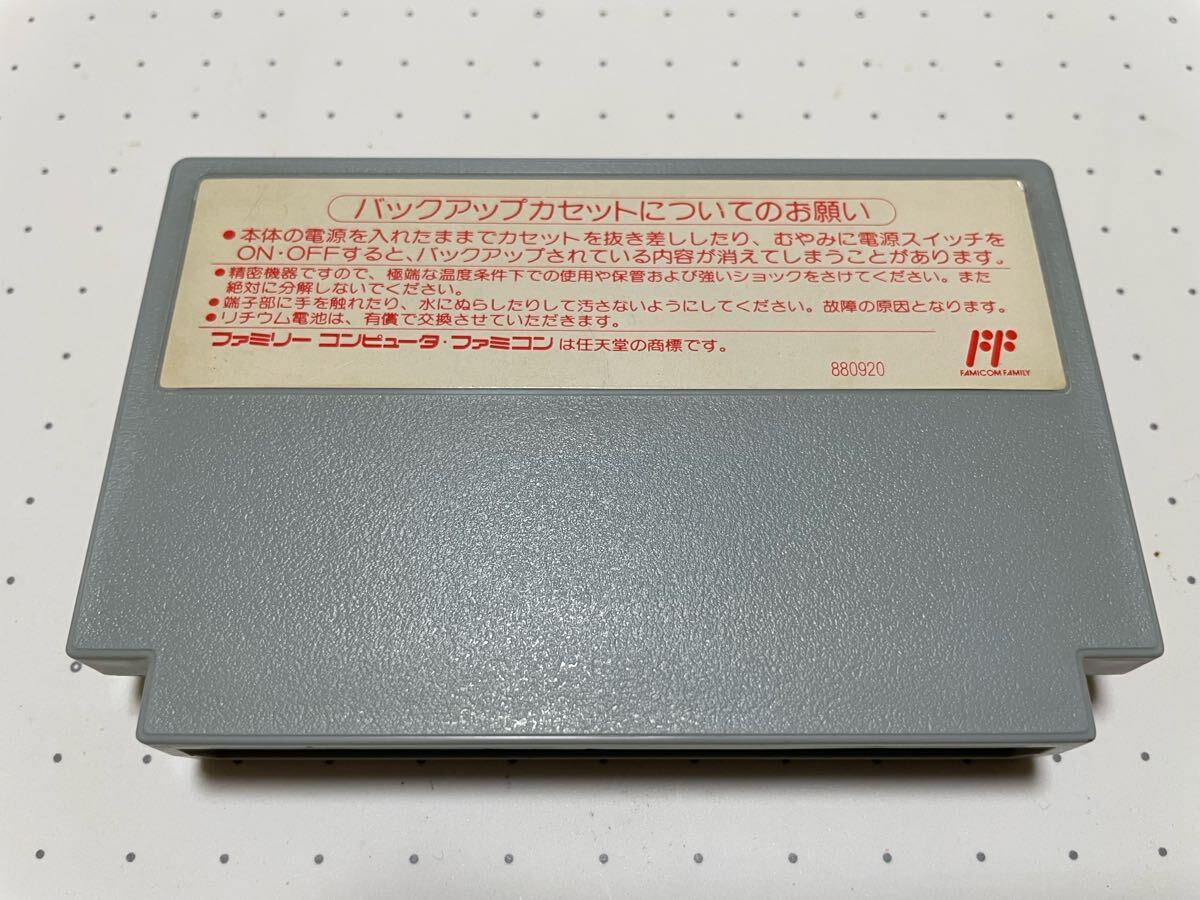 バックアップカセットについてのお願い
●本体の電源を入れたままでカセットを抜き差ししたり、むやみに電源スイッチを
ON・OFFすると、バックアップされている内容が消えてしまうことがあります。
●精密機器ですので、極端な温度条件下での使用や保管および強いショックをさけてください。また
絶対に分解しないでください。
●端子部に手を触れたり、水にぬらしたりして汚さないようにしてください。故障の原因となります。
●リチウム電池は、有償で交換させていただきます。
ファミリー コンピュータ・ファミコンは任天堂の商標です。
880920
FF
FAMICOM FAMILY